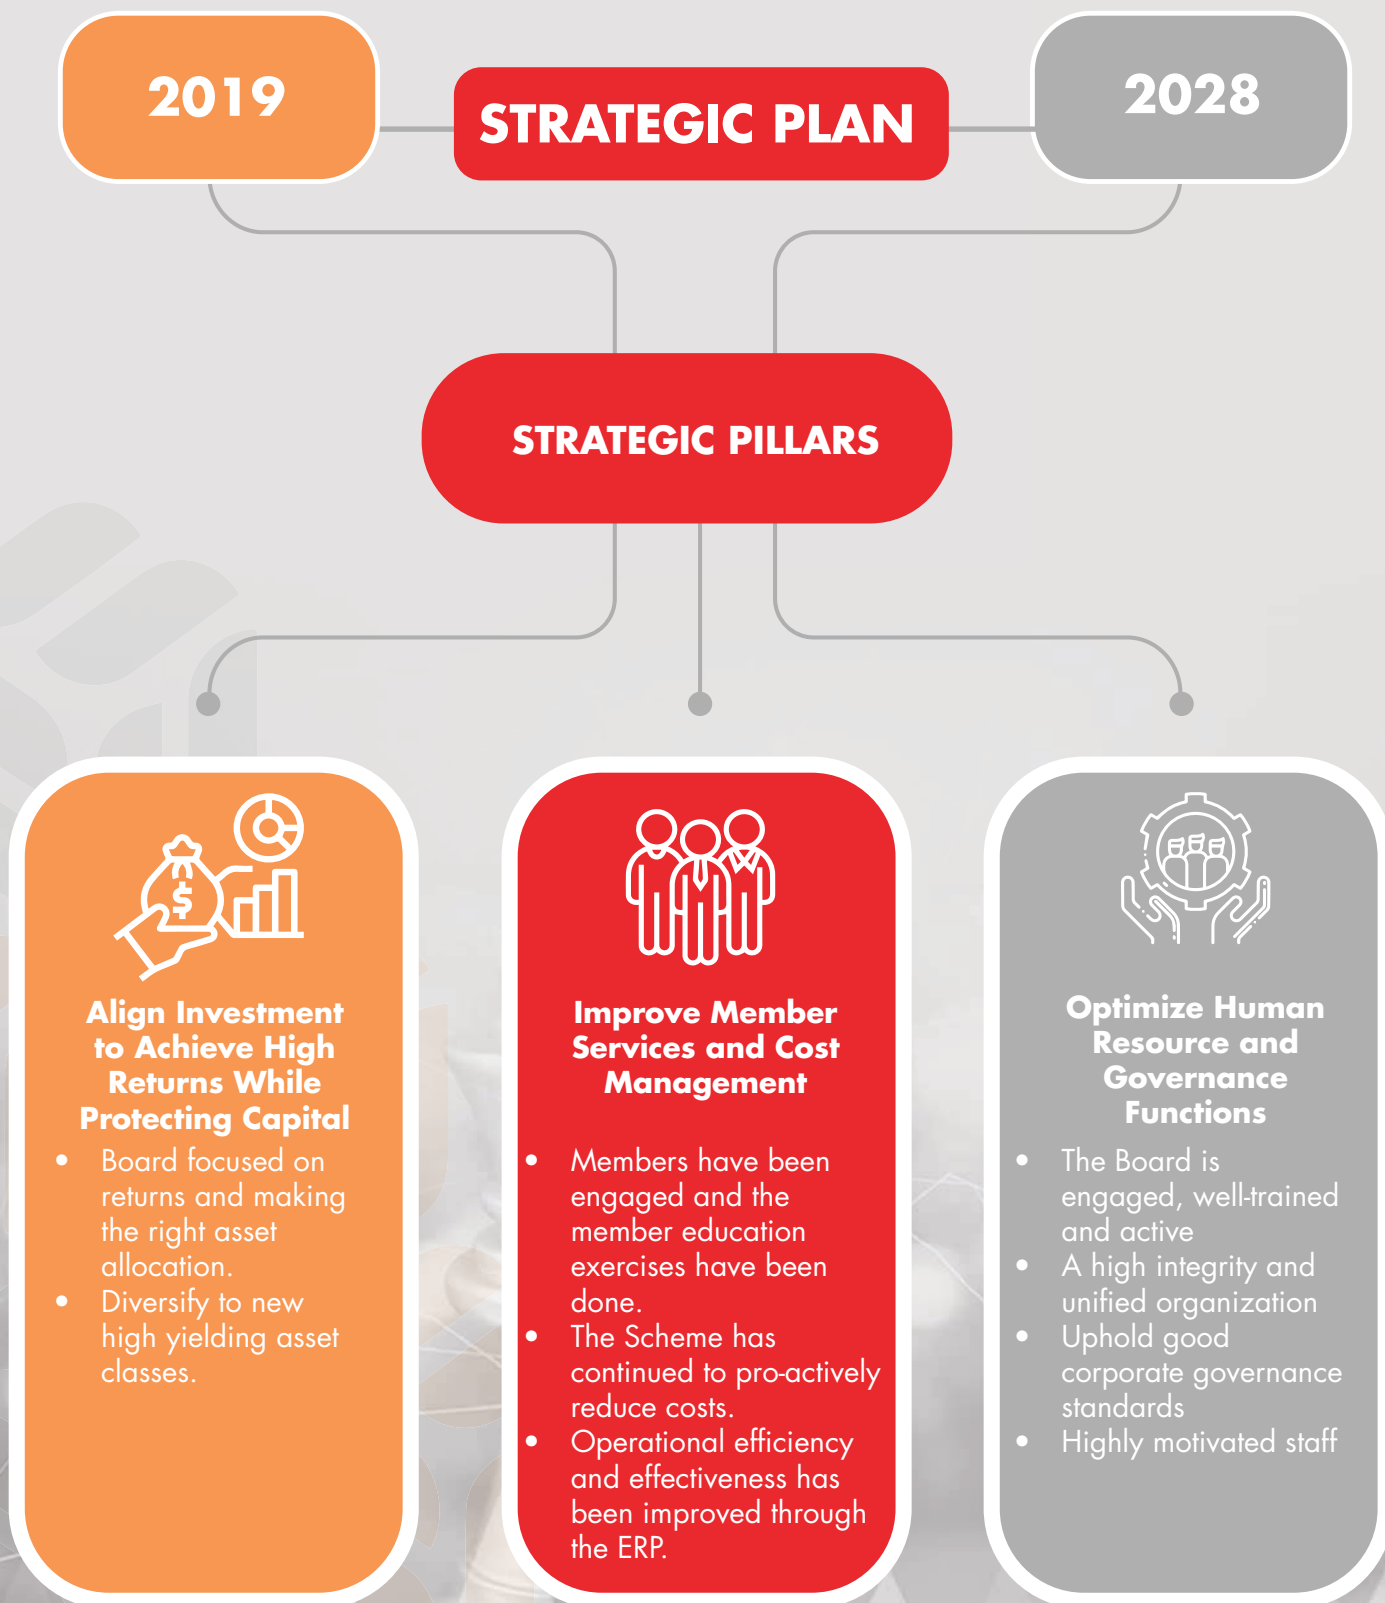 2019
STRATEGIC PLAN
2028
STRATEGIC PILLARS
Align Investment
to Achieve High
Returns While
Protecting Capital
• Board focused on
returns and making
the right asset
allocation.
• Diversify to new
high yielding asset
classes.
Improve Member
Services and Cost
Management
• Members have been
engaged and the
member education
exercises have been
done.
• The Scheme has
continued to pro-actively
reduce costs.
• Operational efficiency
and effectiveness has
been improved through
the ERP.
Optimize Human
Resource and
Governance
Functions
• The Board is
engaged, well-trained
and active
• A high integrity and
unified organization
• Uphold good
corporate governance
standards
• Highly motivated staff